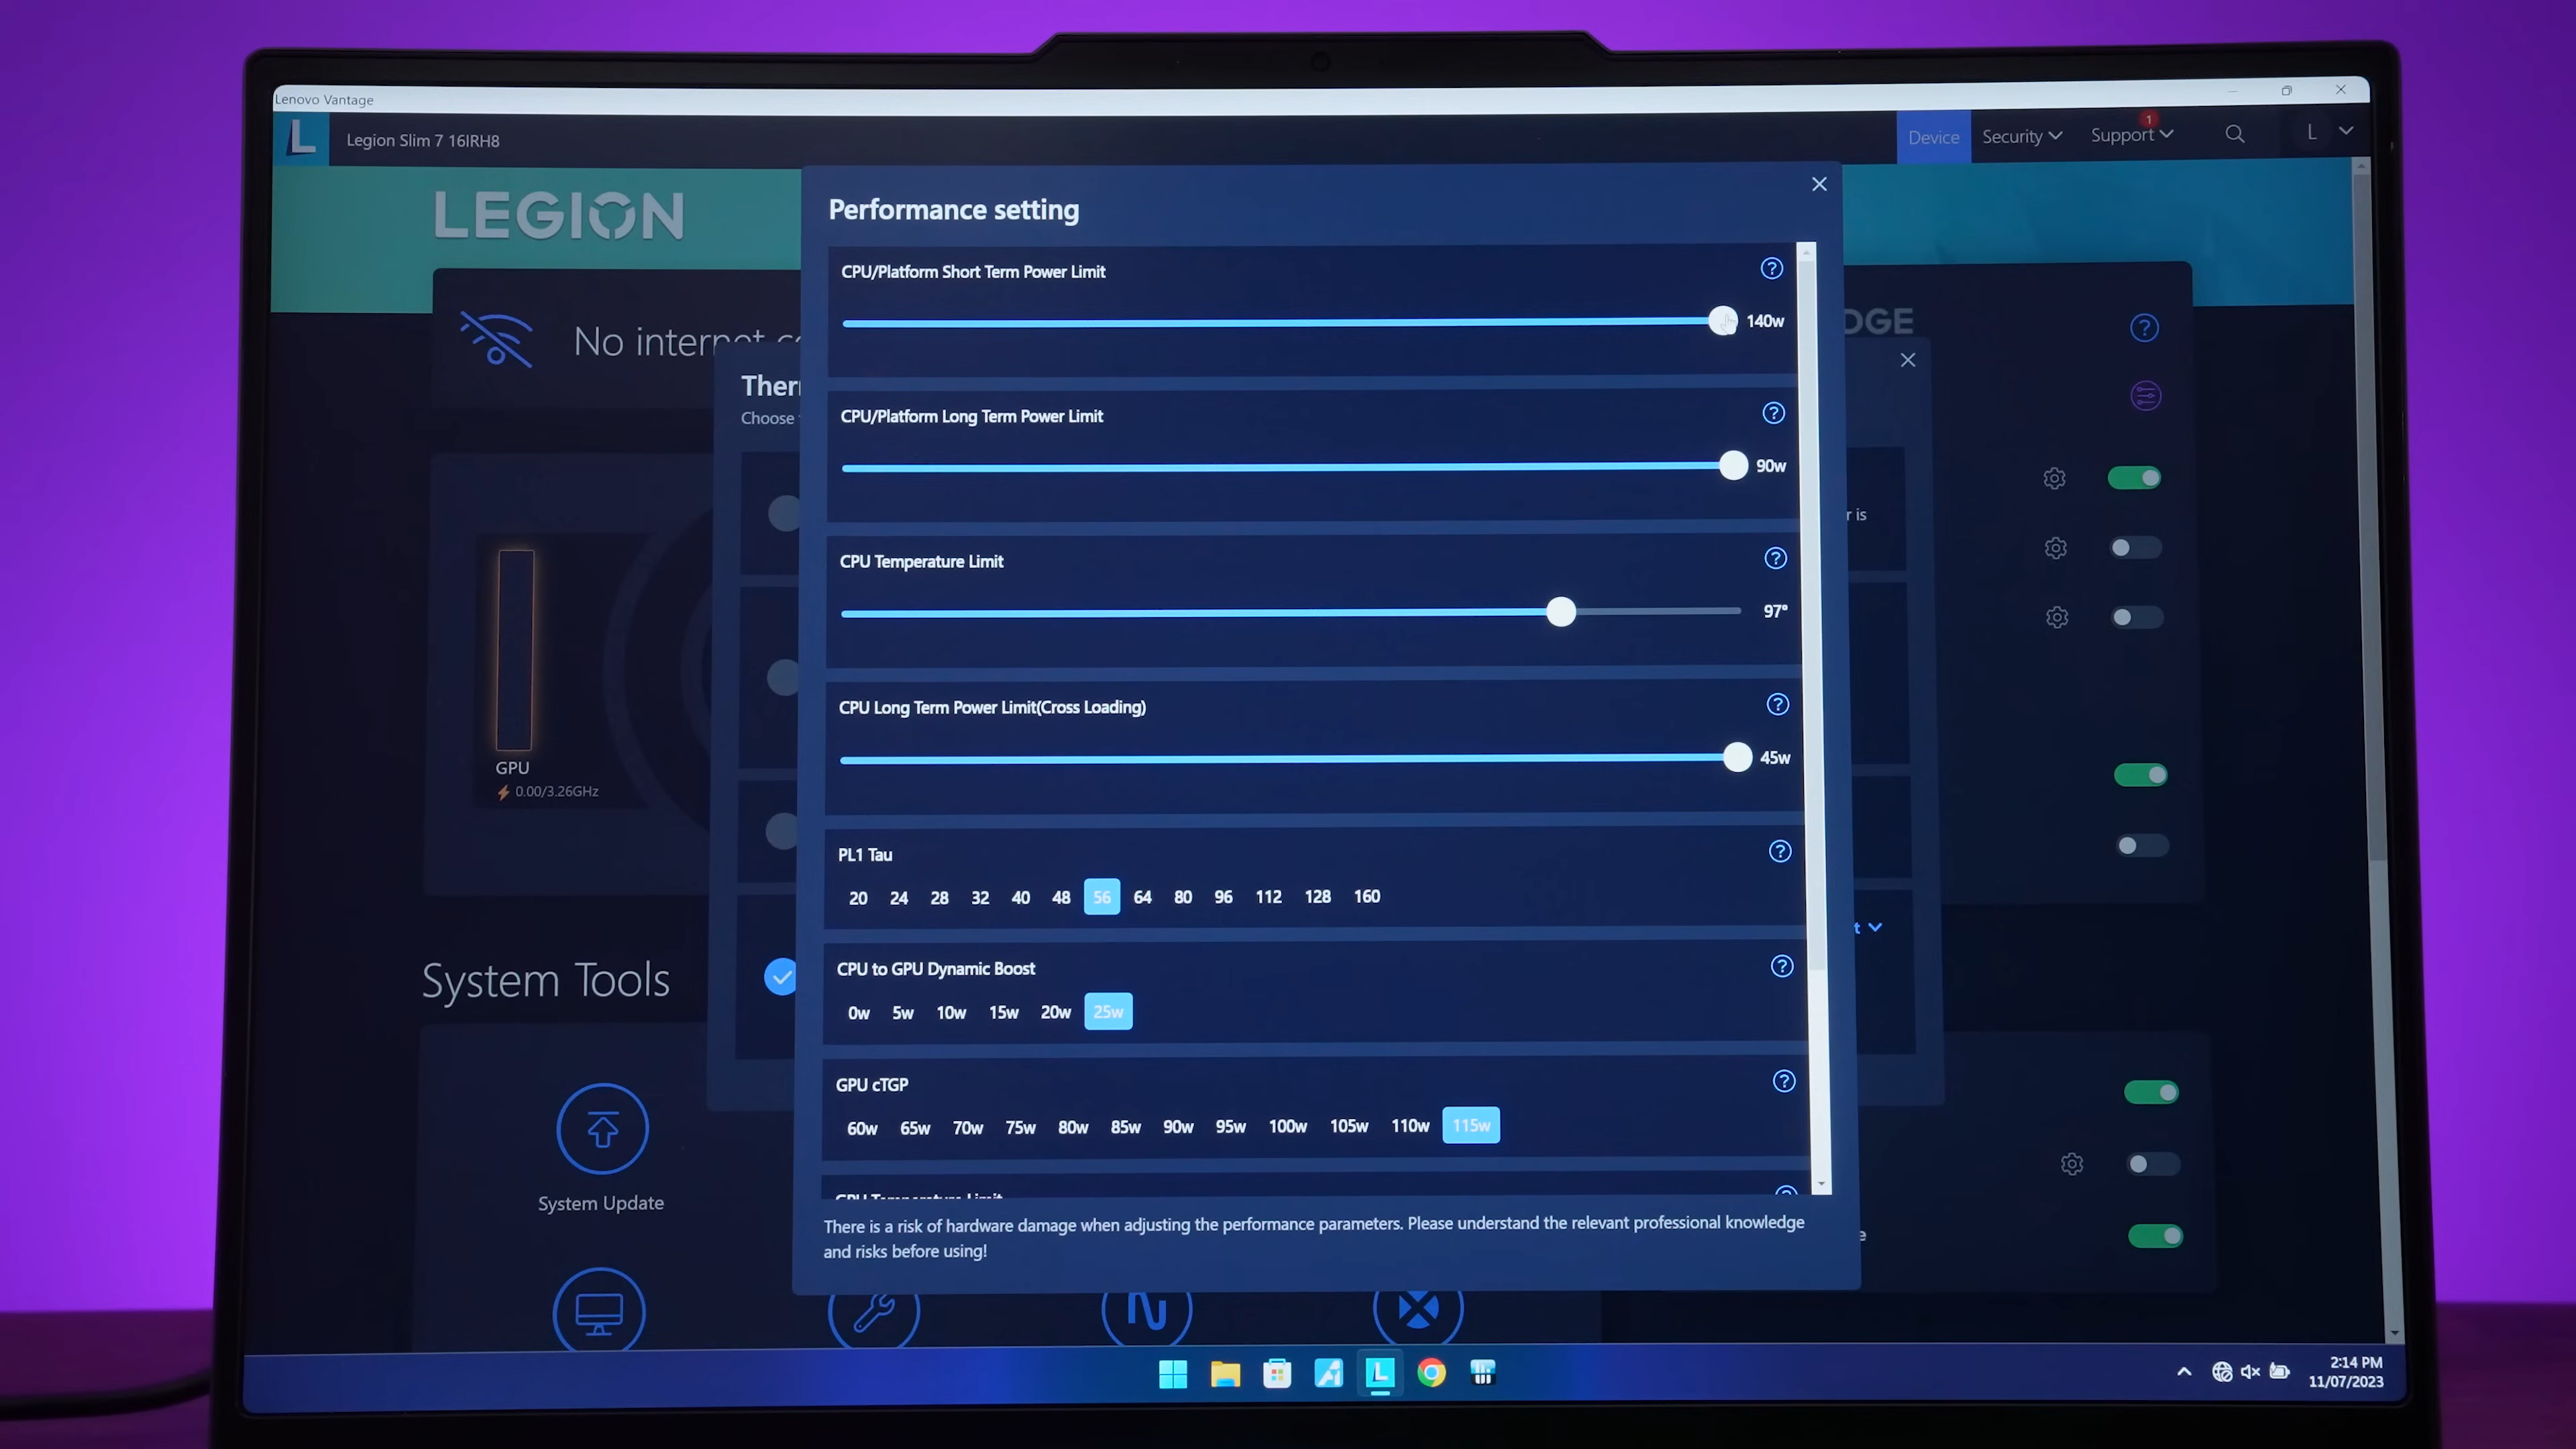 Lenovo Vantage
L
Legion Slim 7 16IRH8
Device
Security
Support
1
L
LEGION
Performance setting
CPU/Platform Short Term Power Limit
?
140w
No internet c
DGE
?
Ther
Choose
CPU/Platform Long Term Power Limit
?
90w
r is
CPU Temperature Limit
?
97°
CPU Long Term Power Limit(Cross Loading)
?
45w
GPU
0.00/3.26GHz
PL1 Tau
?
20 24 28 32 40 48 56 64 80 96 112 128 160
t
CPU to GPU Dynamic Boost
?
0w 5w 10w 15w 20w 25w
System Tools
GPU cTGP
?
60w 65w 70w 75w 80w 85w 90w 95w 100w 105w 110w 115w
GPU Temperature Limit
?
System Update
There is a risk of hardware damage when adjusting the performance parameters. Please understand the relevant professional knowledge
and risks before using!
e
L
2:14 PM
11/07/2023